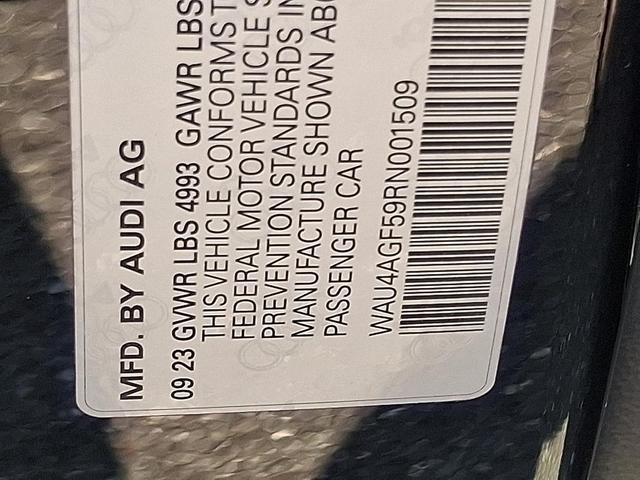 MFD. BY AUDI AG
09 23 GVWR LBS 4993 GAWR LBS
THIS VEHICLE CONFORMS
FEDERAL MOTOR VEHICLE
PREVENTION STANDARDS IN
MANUFACTURE SHOWN
PASSENGER CAR
WAU4AGF59RN001509